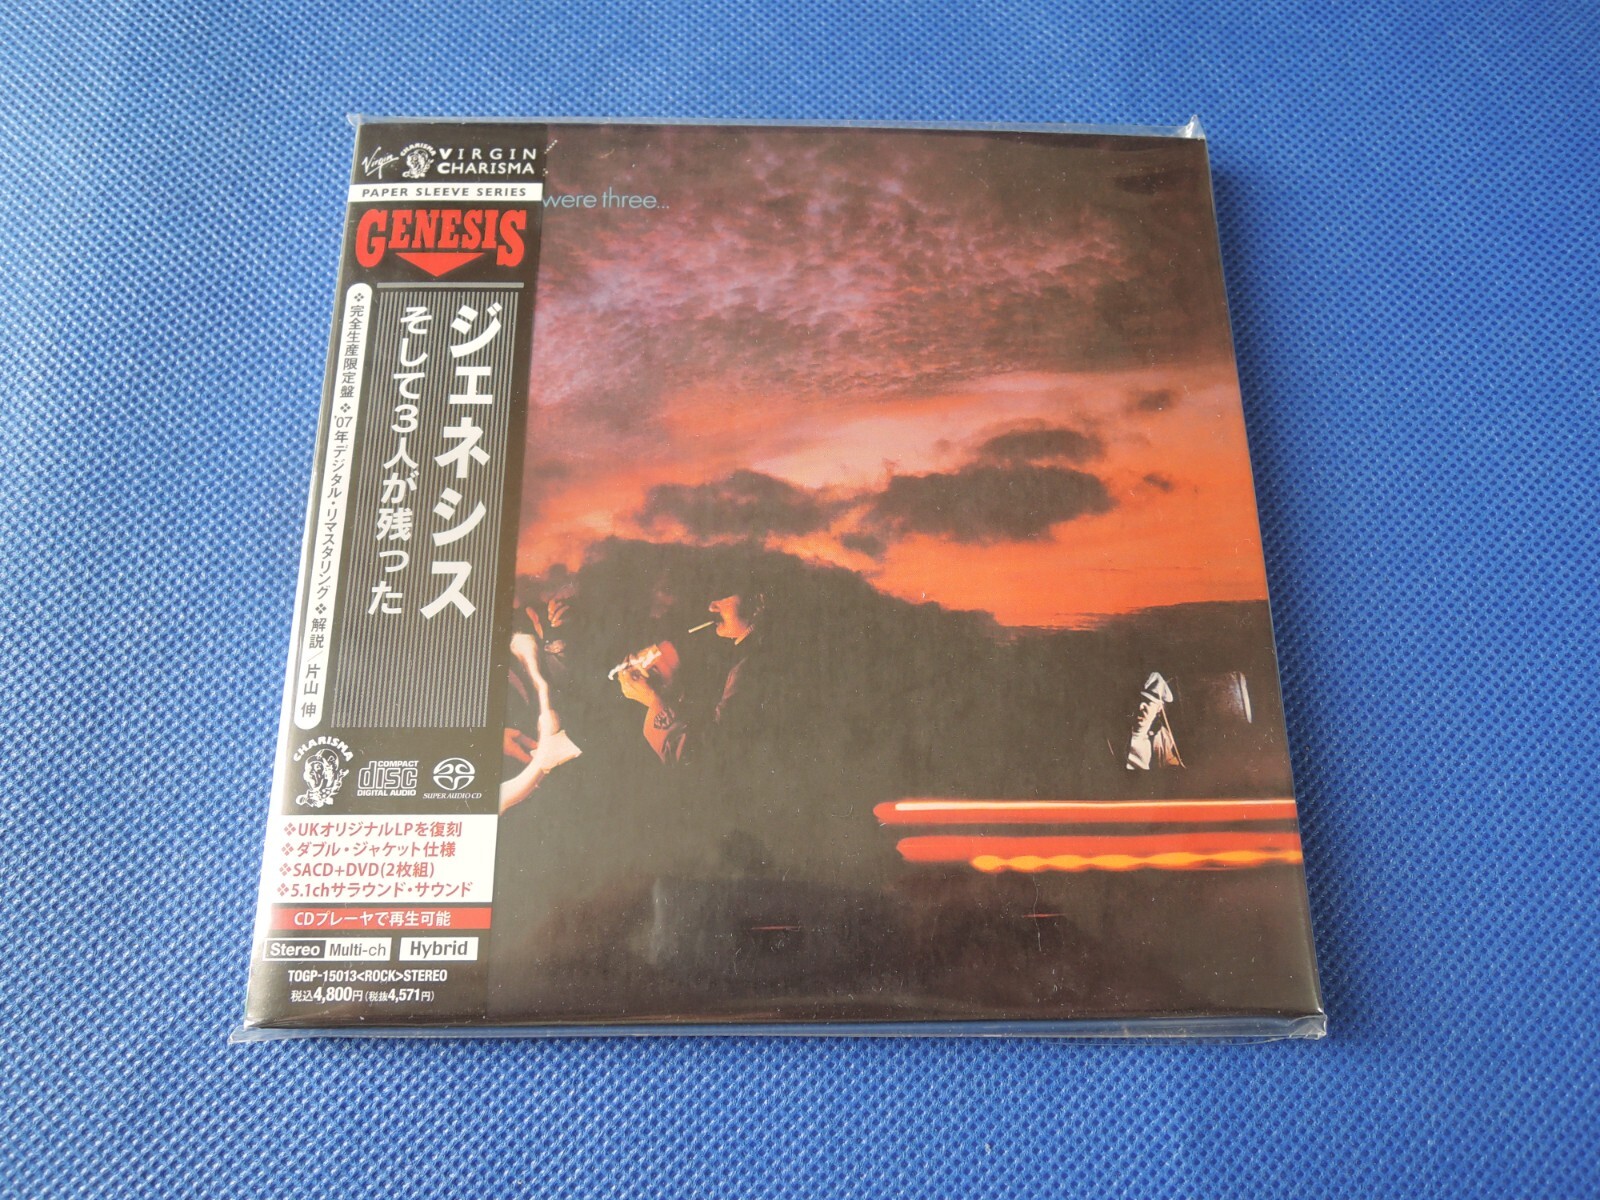 Virgin
CHARISMA
VIRGIN
CHARISMA
PAPER SLEEVE SERIES
were three...
GENESIS
ジェネシス
そして3人が残った
❖完全生産限定盤❖'07年デジタル・リマスタリング❖解説／片山 伸
CHARISMA
COMPACT
disc
DIGITAL AUDIO
SUPER AUDIO CD
❖UKオリジナルLPを復刻
❖ダブル・ジャケット仕様
❖SACD+DVD(2枚組)
❖5.1chサラウンド・サウンド
CDプレーヤで再生可能
Stereo Multi-ch Hybrid
TOGP-15013<ROCK>STEREO
税込4,800円(税抜4,571円)